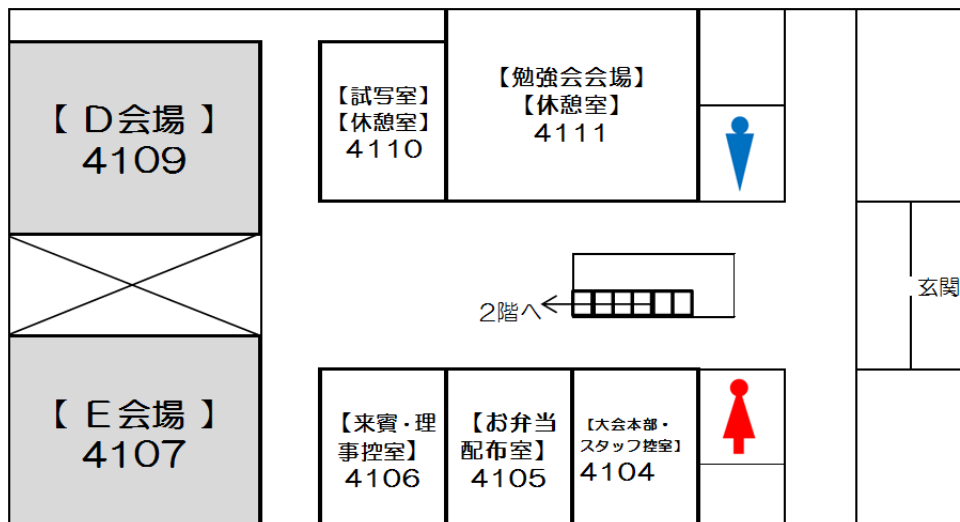 【 D会場 】
4109
【試写室】
【休憩室】
4110
【勉強会会場】
【休憩室】
4111
玄関
2階へ
【 E会場 】
4107
【来賓・理
事控室】
4106
【お弁当
配布室】
4105
【大会本部・
スタッフ控室】
4104